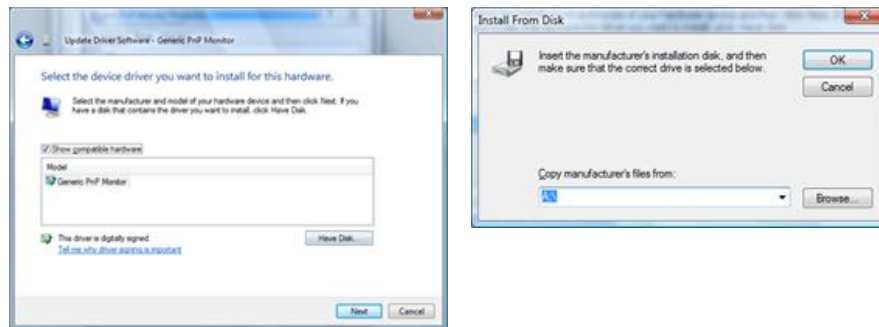 Update Driver Software - Generic PnP Monitor
Select the device driver you want to install for this hardware.
Select the manufacturer and model of your hardware device and then click Next. If you
have a disk that contains the driver you want to install, click Have Disk.
Show compatible hardware
Model
Generic PnP Monitor
This driver is digitally signed.
Tell me why driver signing is important
Have Disk...
Next
Cancel
Install From Disk
Insert the manufacturer's installation disk, and then
make sure that the correct drive is selected below.
OK
Cancel
Copy manufacturer's files from:
A:\
Browse...